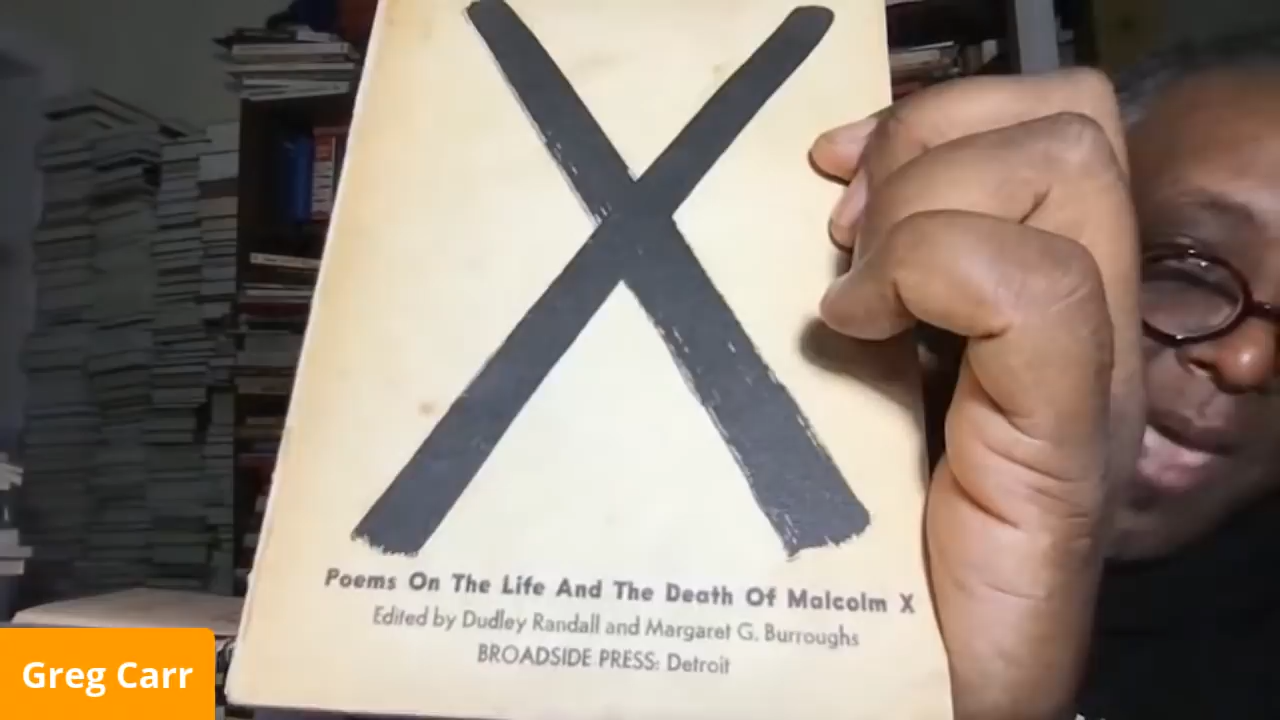 X
Poems On The Life And The Death Of Malcolm X
Edited by Dudley Randall and Margaret G. Burroughs
BROADSIDE PRESS: Detroit
Greg Carr